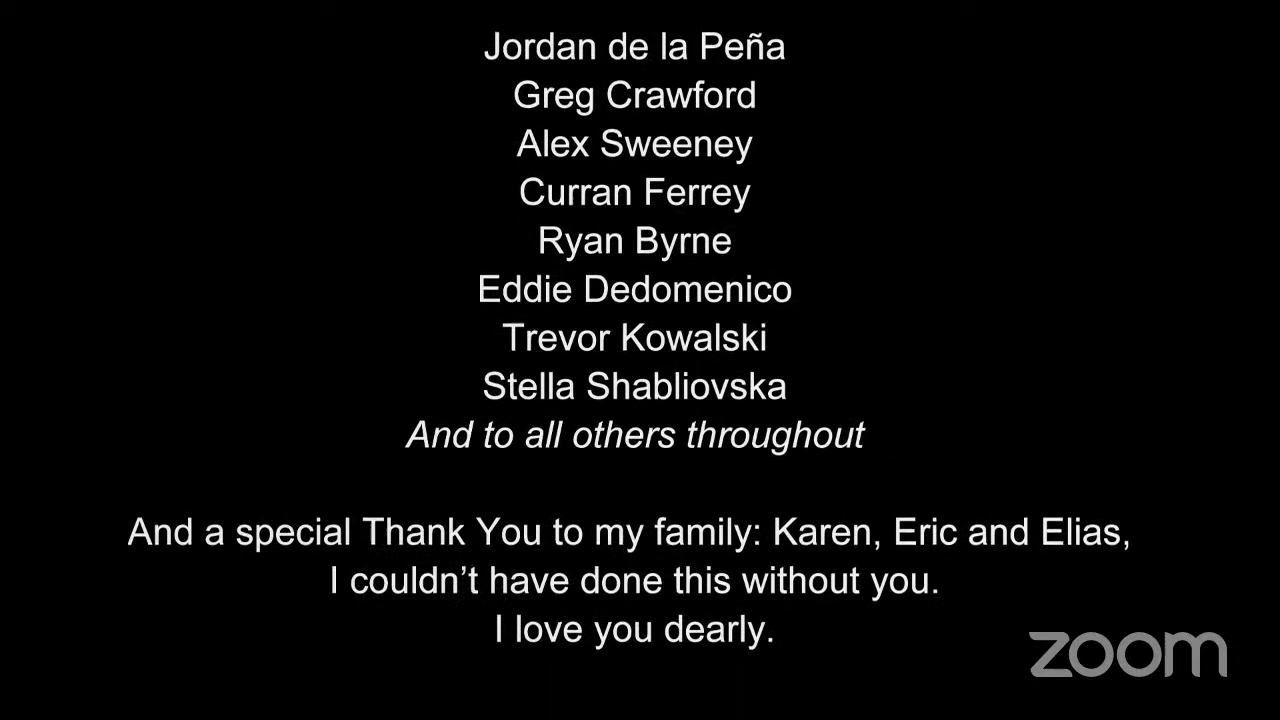 Jordan de la Peña
Greg Crawford
Alex Sweeney
Curran Ferrey
Ryan Byrne
Eddie Dedomenico
Trevor Kowalski
Stella Shabliovska
And to all others throughout
And a special Thank You to my family: Karen, Eric and Elias,
I couldn’t have done this without you.
I love you dearly.
zoom